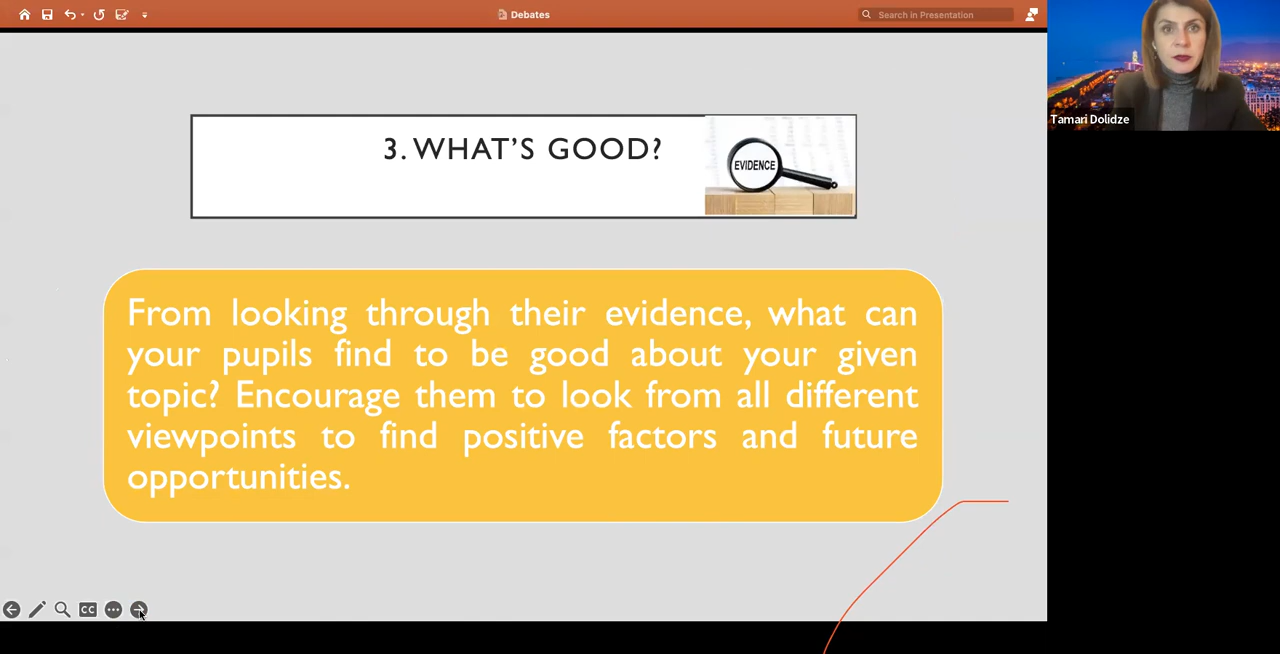 Debates
Search in Presentation
Tamari Dolidze
3. WHAT'S GOOD?
EVIDENCE
From looking through their evidence, what can
your pupils find to be good about your given
topic? Encourage them to look from all different
viewpoints to find positive factors and future
opportunities.
CC